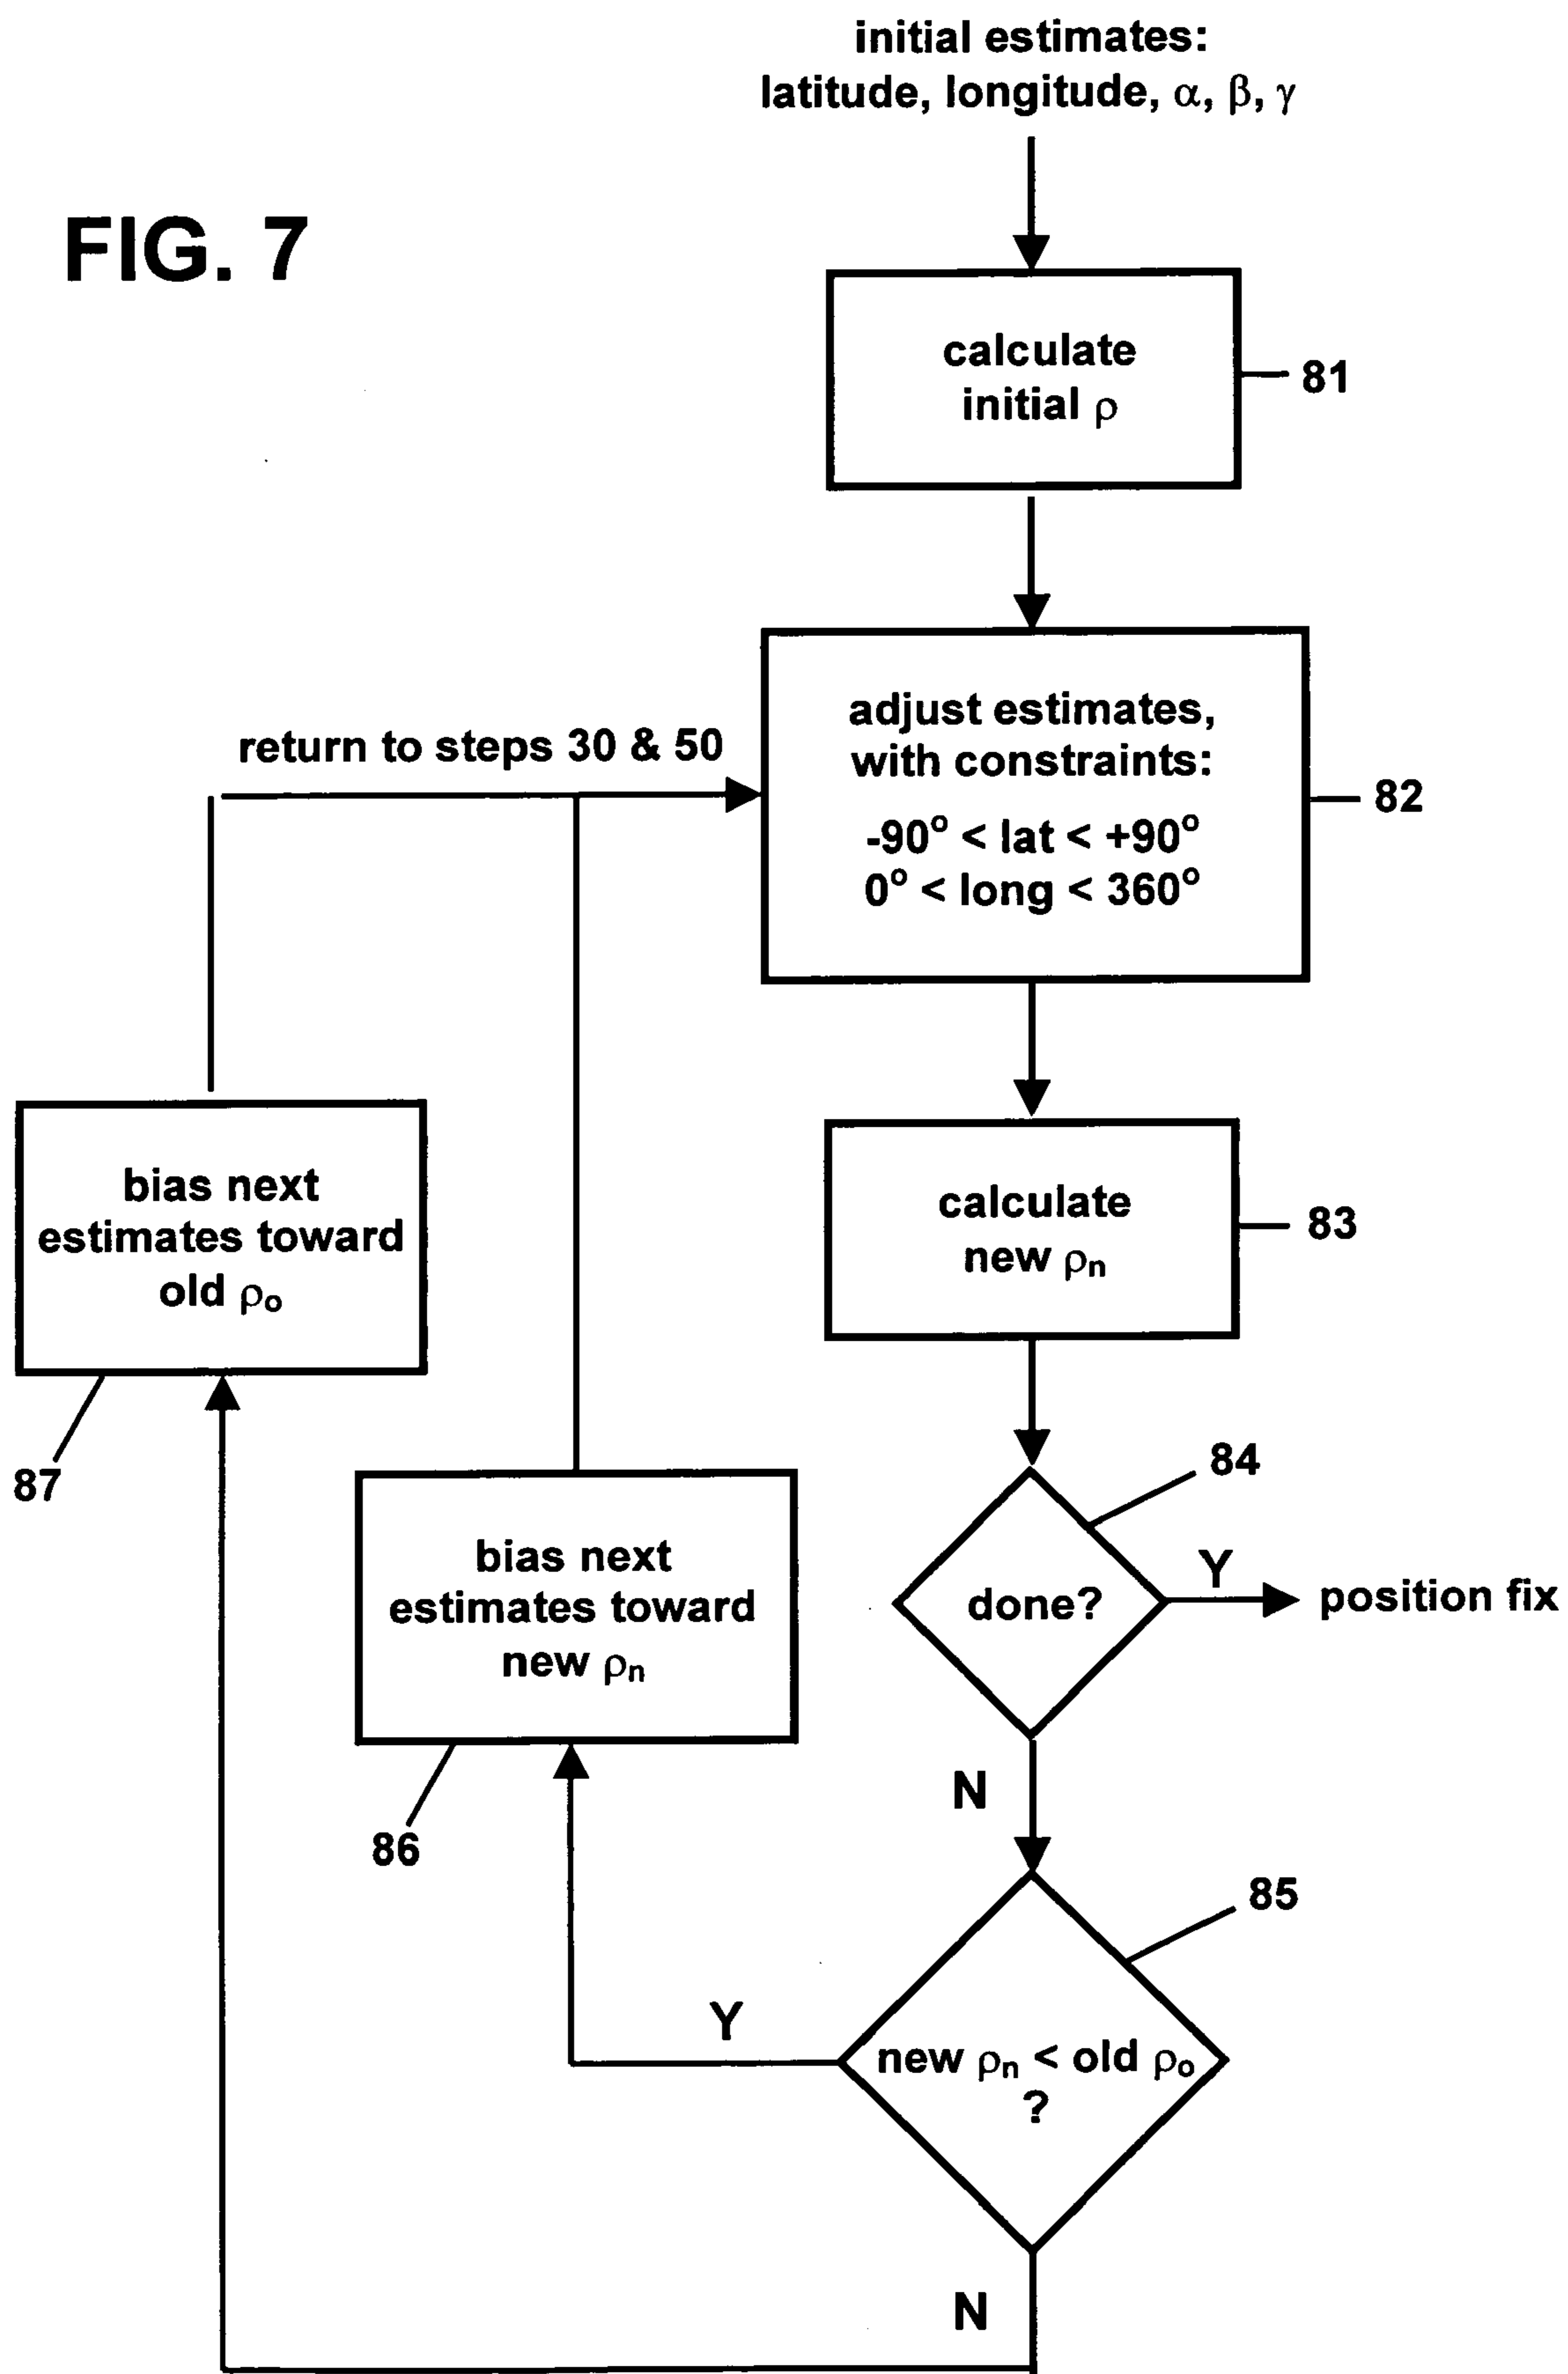 initial estimates:
latitude, longitude, α, β, γ
FIG. 7
calculate
initial ρ
81
adjust estimates,
with constraints:
-90° < lat < +90°
0° < long < 360°
82
return to steps 30 & 50
calculate
new ρn
83
bias next
estimates toward
old ρo
87
84
done?
Y
position fix
N
bias next
estimates toward
new ρn
86
85
new ρn < old ρo
?
Y
N